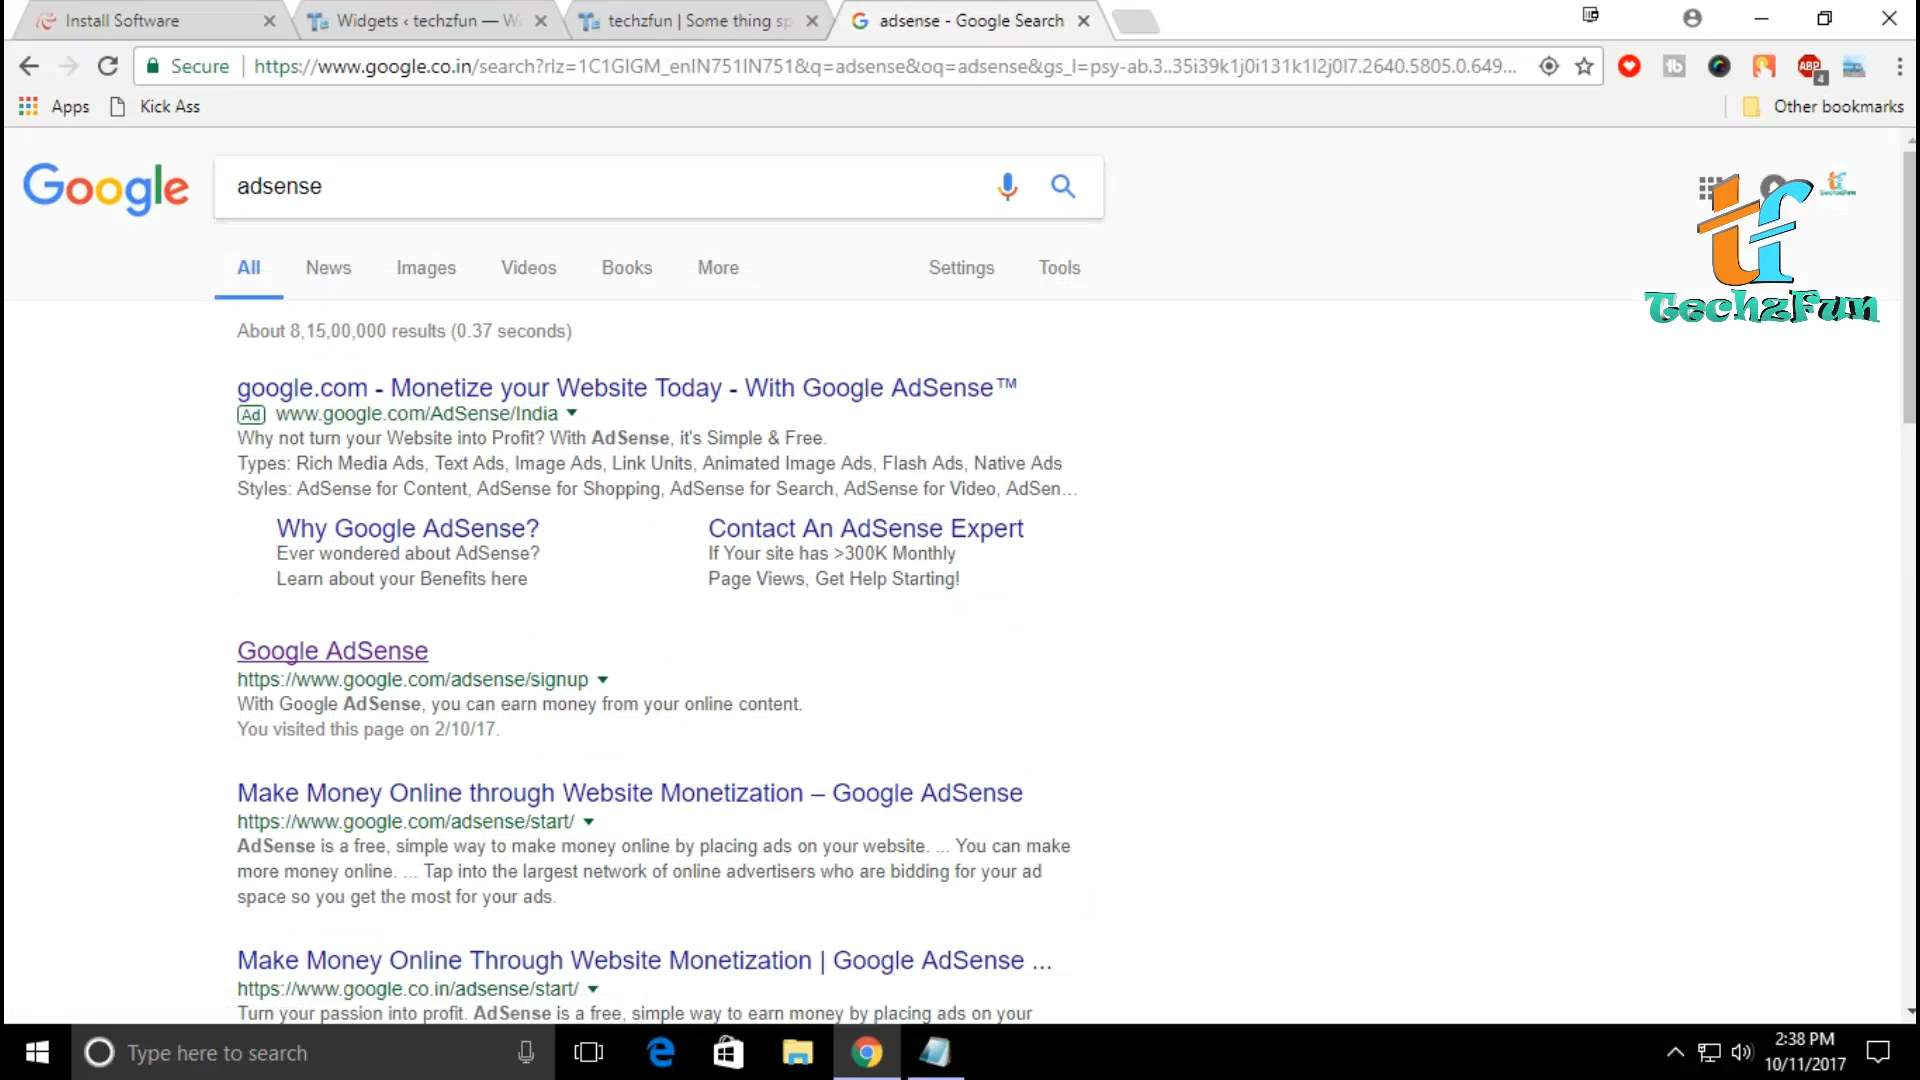 Install Software
Widgets ‹ techzfun — W
techzfun | Some thing sp
adsense - Google Search
Secure
https://www.google.co.in/search?rlz=1C1GIGM_enIN751IN751&q=adsense&oq=adsense&gs_l=psy-ab.3..35i39k1j0i131k1l2j0l7.2640.5805.0.649...
ABP
4
Apps
Kick Ass
Other bookmarks
Google
adsense
All
News
Images
Videos
Books
More
Settings
Tools
tf
TechzFun
About 8,15,00,000 results (0.37 seconds)
google.com - Monetize your Website Today - With Google AdSense™
Ad www.google.com/AdSense/India
Why not turn your Website into Profit? With AdSense, it's Simple & Free.
Types: Rich Media Ads, Text Ads, Image Ads, Link Units, Animated Image Ads, Flash Ads, Native Ads
Styles: AdSense for Content, AdSense for Shopping, AdSense for Search, AdSense for Video, AdSen...
Why Google AdSense?
Ever wondered about AdSense?
Learn about your Benefits here
Contact An AdSense Expert
If Your site has >300K Monthly
Page Views, Get Help Starting!
Google AdSense
https://www.google.com/adsense/signup
With Google AdSense, you can earn money from your online content.
You visited this page on 2/10/17.
Make Money Online through Website Monetization – Google AdSense
https://www.google.com/adsense/start/
AdSense is a free, simple way to make money online by placing ads on your website. ... You can make
more money online. ... Tap into the largest network of online advertisers who are bidding for your ad
space so you get the most for your ads.
Make Money Online Through Website Monetization | Google AdSense ...
https://www.google.co.in/adsense/start/
Turn your passion into profit. AdSense is a free, simple way to earn money by placing ads on your
Type here to search
2:38 PM
10/11/2017